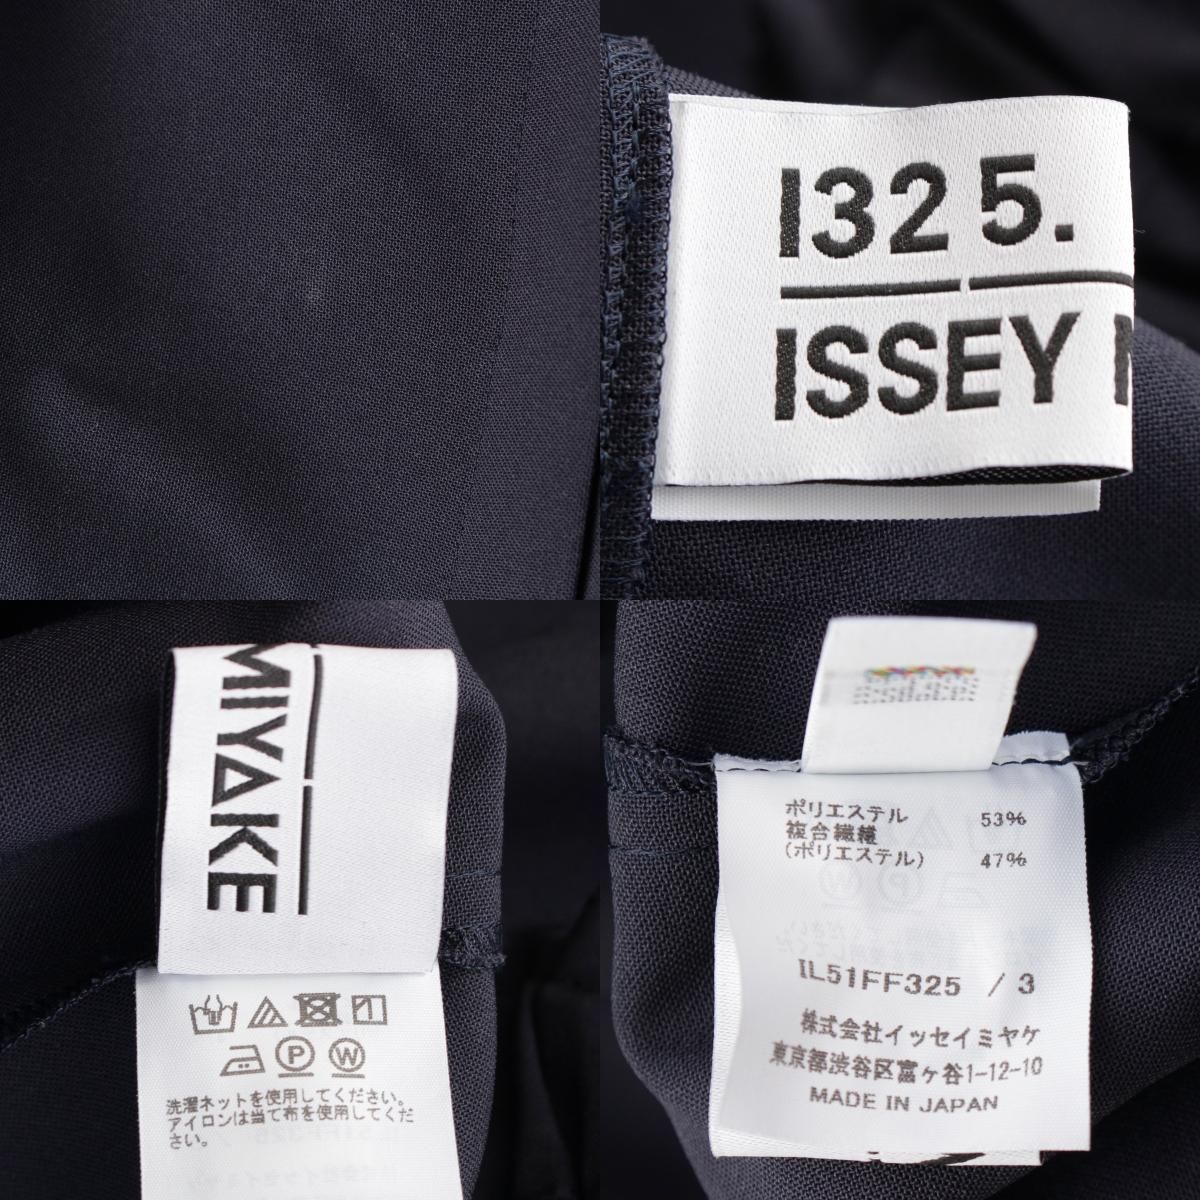 132 5.
ISSEY
MIYAKE
洗濯ネットを使用してください。
アイロンは当て布を使用してくだ
さい。
ポリエステル 53%
複合繊維
(ポリエステル) 47%
IL51FF325 / 3
株式会社イッセイミヤケ
東京都渋谷区富ヶ谷1-12-10
MADE IN JAPAN